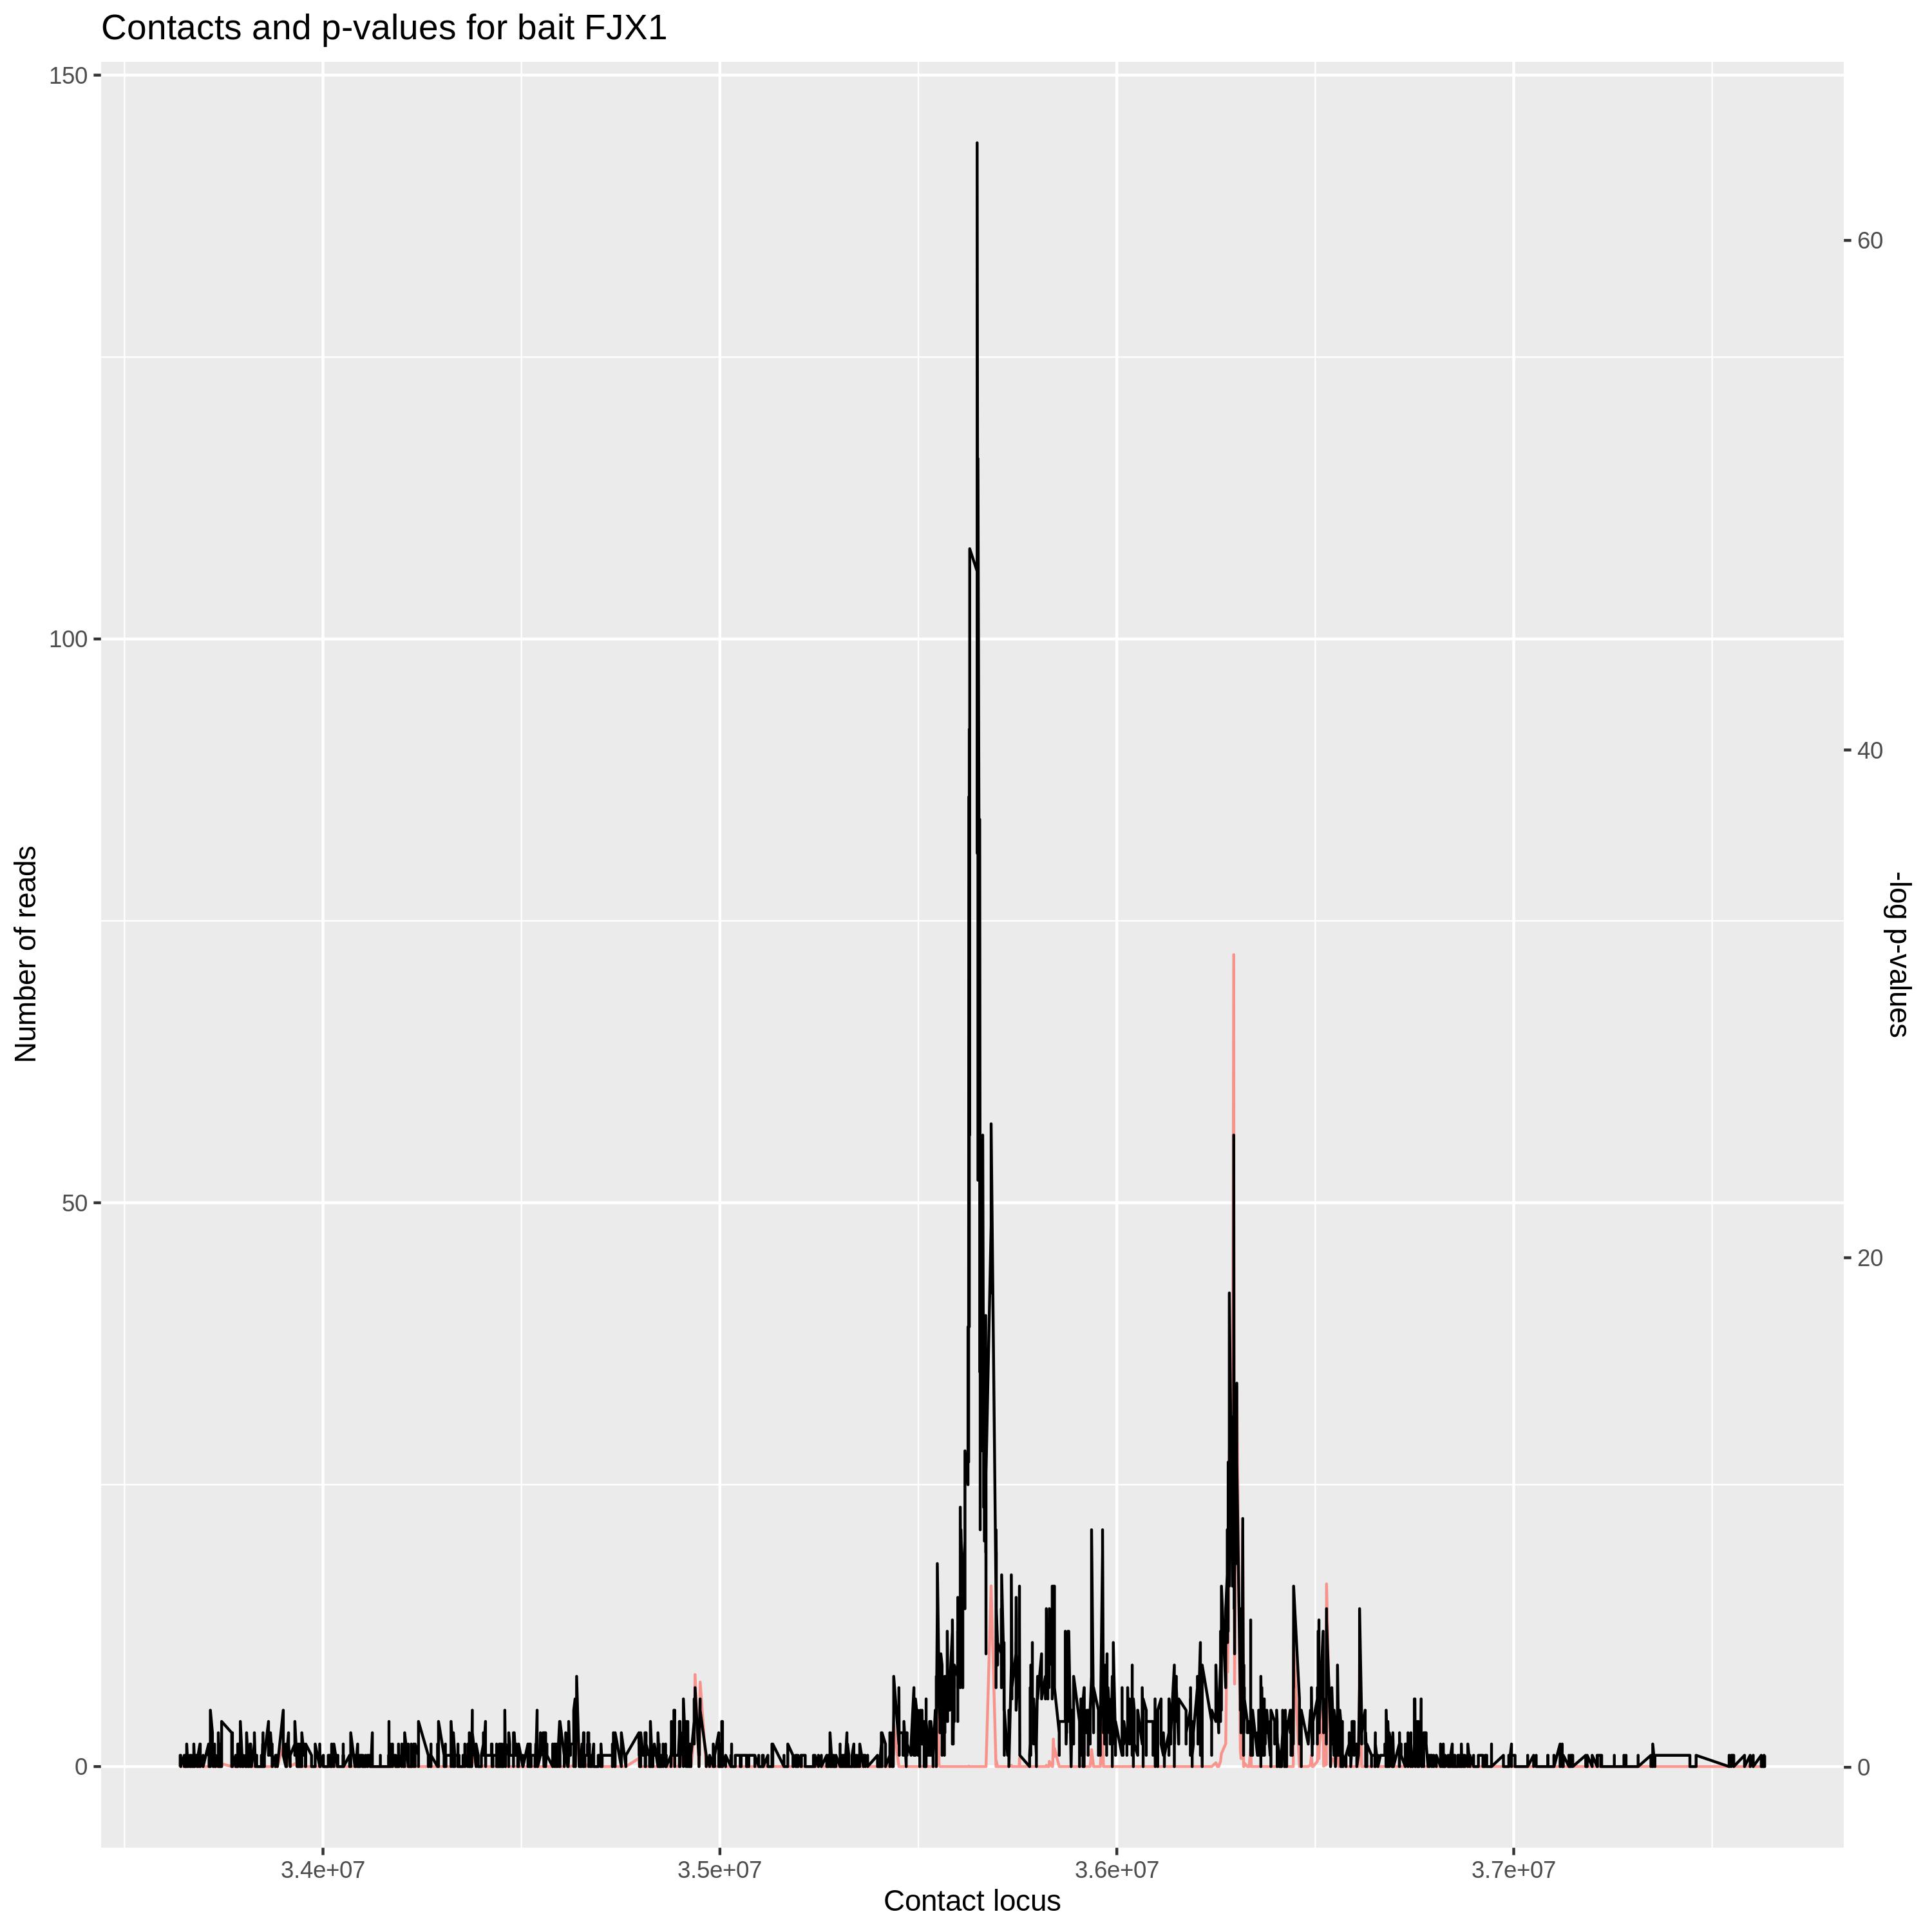 Contacts and p-values for bait FJX1
150
100
50
0
Number of reads
60
40
20
0
-log p-values
3.4e+07
3.5e+07
3.6e+07
3.7e+07
Contact locus